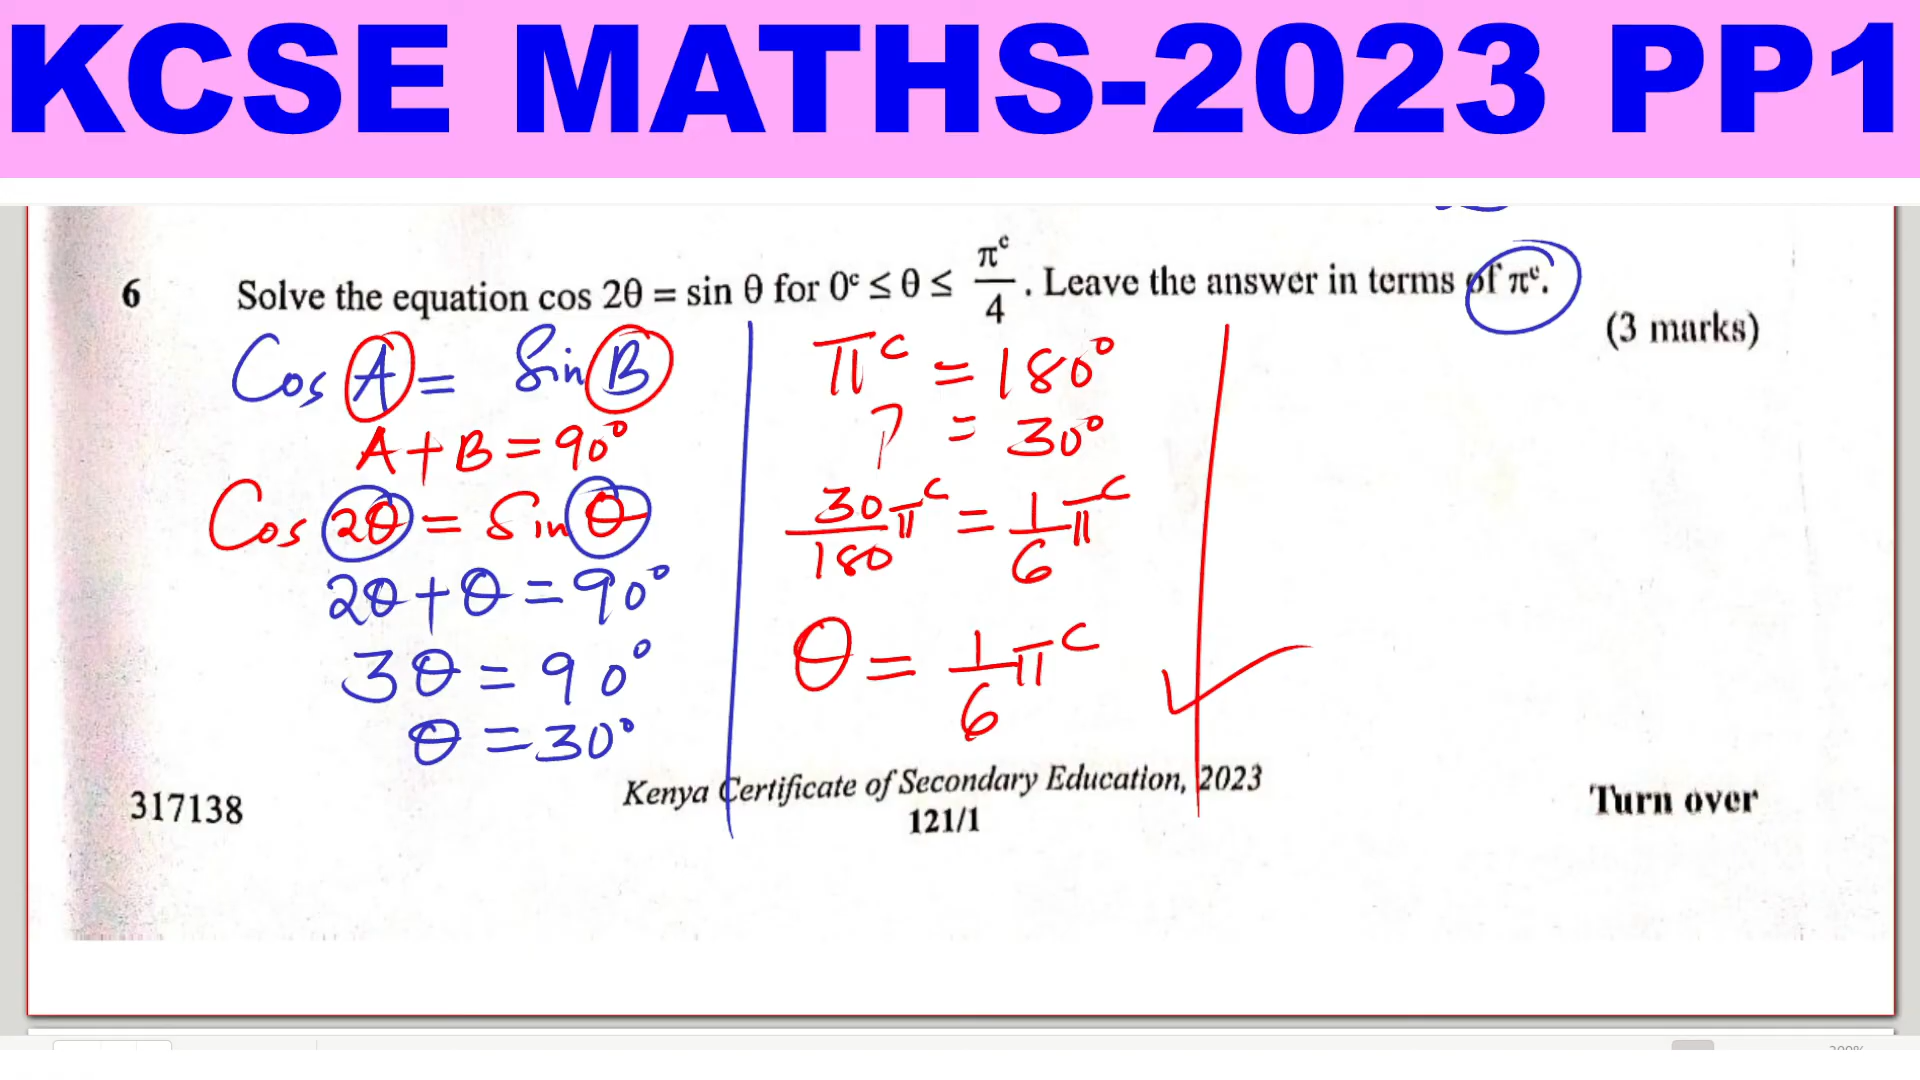 KCSE MATHS-2023 PP1
6 Solve the equation cos 2θ = sin θ for 0ᶜ ≤ θ ≤ πᶜ/4. Leave the answer in terms of πᶜ.
(3 marks)
Cos A = Sin B
A + B = 90°
Cos 2θ = Sin θ
2θ + θ = 90°
3θ = 90°
θ = 30°
πᶜ = 180°
? = 30°
30/180 πᶜ = 1/6 πᶜ
θ = 1/6 πᶜ
317138
Kenya Certificate of Secondary Education, 2023
121/1
Turn over